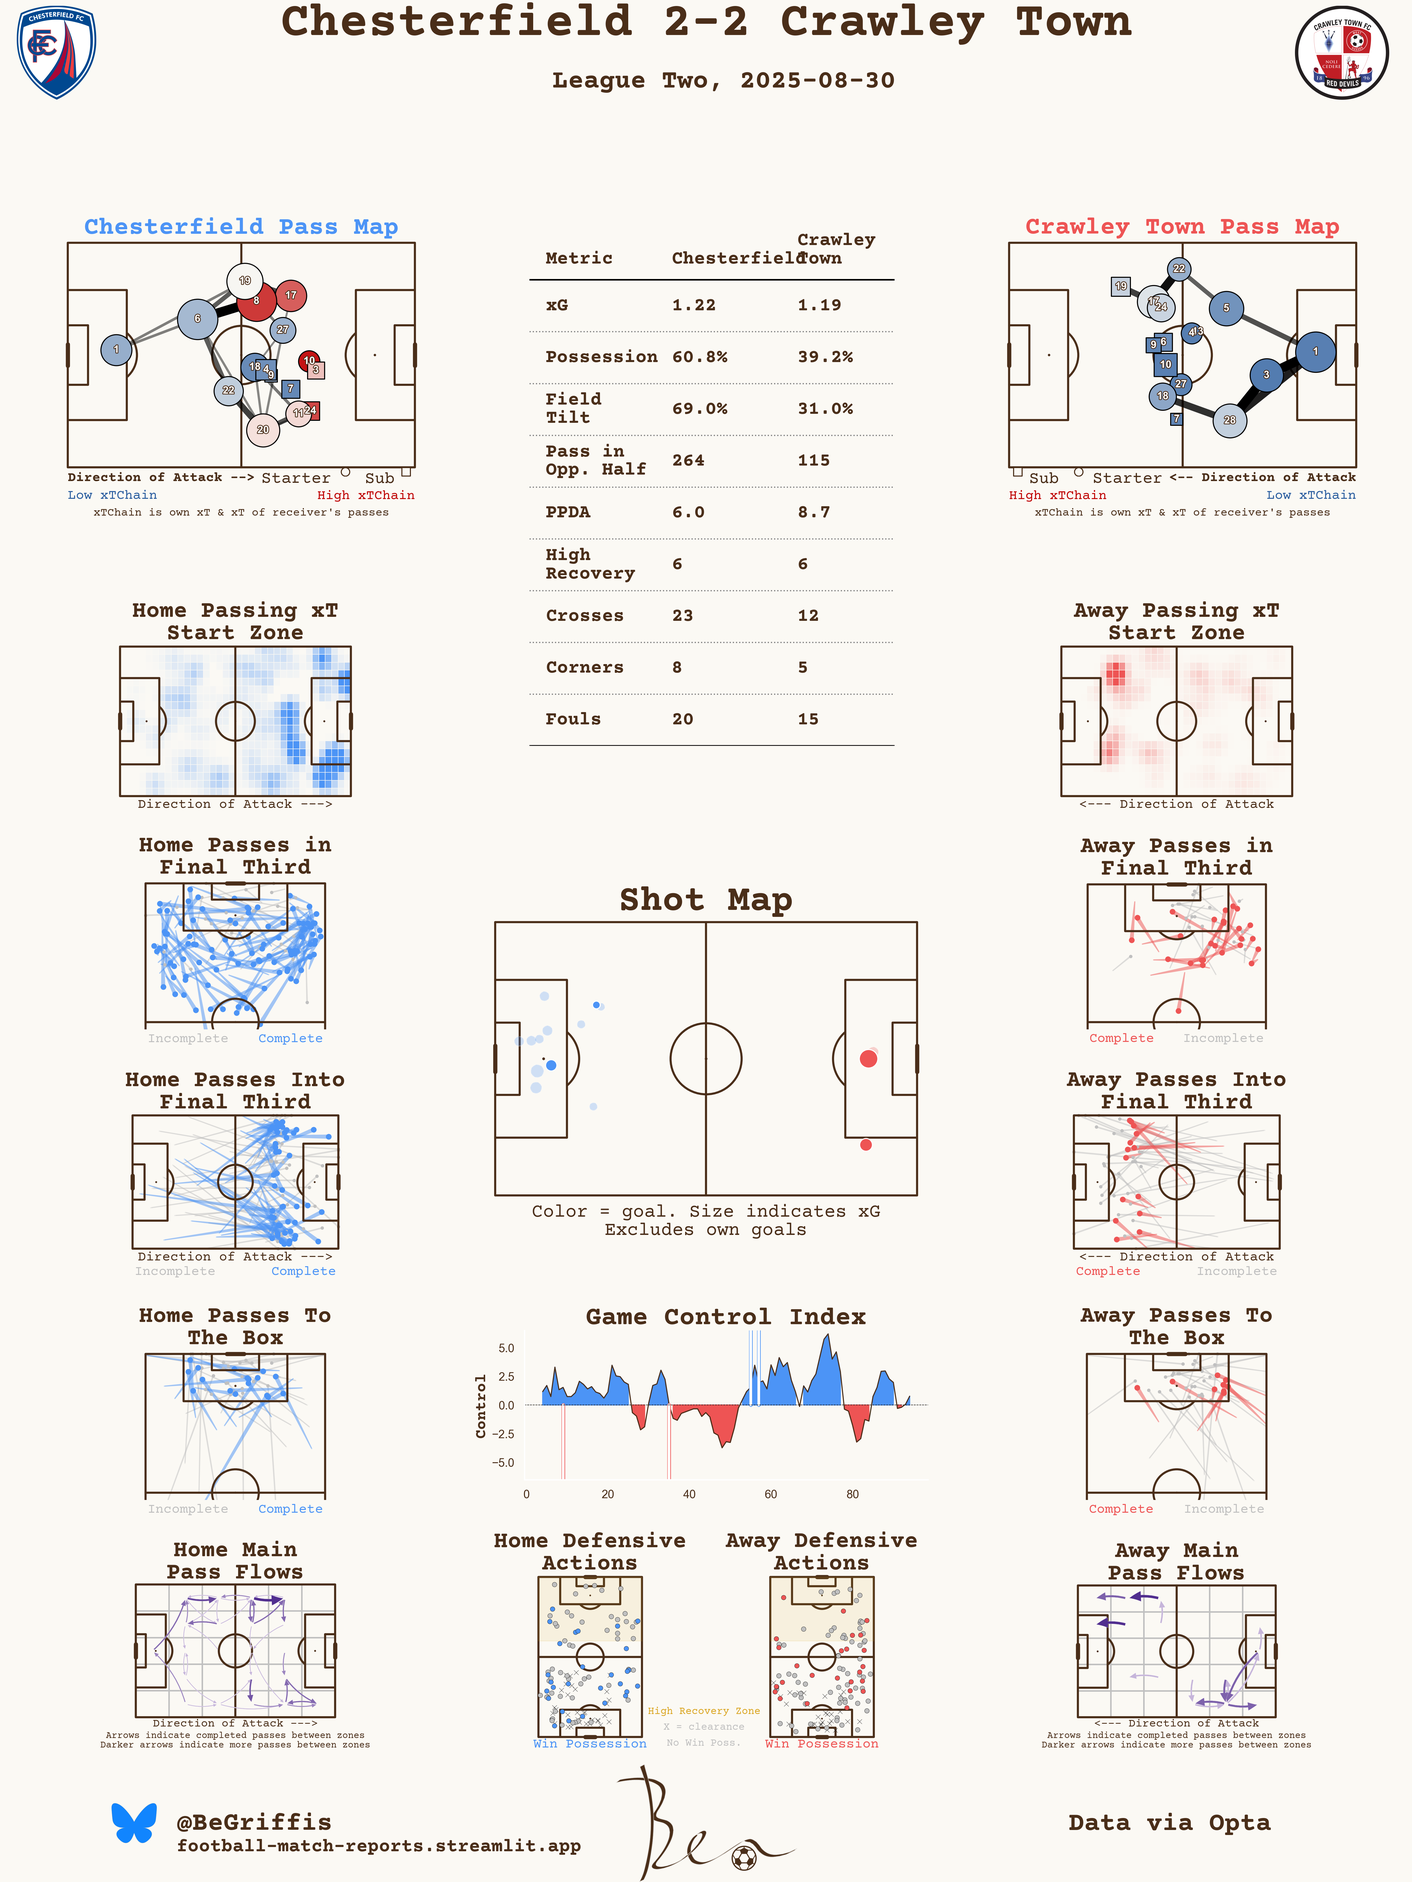 Chesterfield 2-2 Crawley Town
League Two, 2025-08-30
CHESTERFIELD FC
CRAWLEY TOWN FC
RED DEVILS
Chesterfield Pass Map
19
8
17
6
27
1
18
4
9
10
3
22
7
11
24
20
Direction of Attack --> Starter Sub
Low xTChain High xTChain
xTChain is own xT & xT of receiver's passes
Metric Chesterfield Crawley Town
xG 1.22 1.19
Possession 60.8% 39.2%
Field Tilt 69.0% 31.0%
Pass in Opp. Half 264 115
PPDA 6.0 8.7
High Recovery 6 6
Crosses 23 12
Corners 8 5
Fouls 20 15
Crawley Town Pass Map
22
19
17
24
5
4
13
9
6
1
10
3
27
18
7
28
Sub Starter <-- Direction of Attack
High xTChain Low xTChain
xTChain is own xT & xT of receiver's passes
Home Passing xT
Start Zone
Direction of Attack --->
Away Passing xT
Start Zone
<--- Direction of Attack
Home Passes in
Final Third
Incomplete Complete
Away Passes in
Final Third
Complete Incomplete
Shot Map
Color = goal. Size indicates xG
Excludes own goals
Home Passes Into
Final Third
Direction of Attack --->
Incomplete Complete
Away Passes Into
Final Third
<--- Direction of Attack
Complete Incomplete
Home Passes To
The Box
Incomplete Complete
Game Control Index
Control
5.0
2.5
0.0
−2.5
−5.0
0 20 40 60 80
Away Passes To
The Box
Complete Incomplete
Home Main
Pass Flows
Direction of Attack --->
Arrows indicate completed passes between zones
Darker arrows indicate more passes between zones
Home Defensive
Actions
Win Possession
High Recovery Zone
X = clearance
No Win Poss.
Away Defensive
Actions
Win Possession
Away Main
Pass Flows
<--- Direction of Attack
Arrows indicate completed passes between zones
Darker arrows indicate more passes between zones
@BeGriffis
football-match-reports.streamlit.app
Ben
Data via Opta